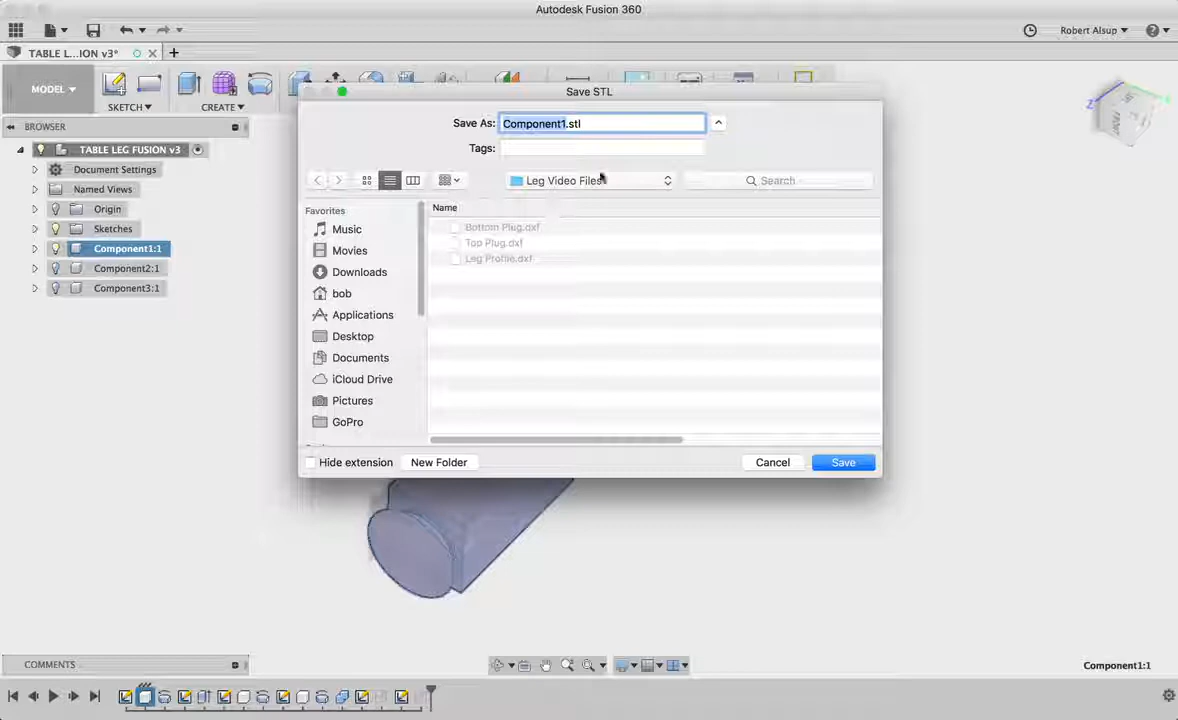 Autodesk Fusion 360
Robert Alsup
TABLE L...ION v3*
MODEL
SKETCH
CREATE
Save STL
Save As: Component1.stl
Tags:
BROWSER
TABLE LEG FUSION v3
Document Settings
Named Views
Origin
Sketches
Component1:1
Component2:1
Component3:1
Leg Video Files
Search
Favorites
Music
Movies
Downloads
bob
Applications
Desktop
Documents
iCloud Drive
Pictures
GoPro
Name
Bottom Plug.dxf
Top Plug.dxf
Leg Profile.dxf
Hide extension
New Folder
Cancel
Save
COMMENTS
Component1:1